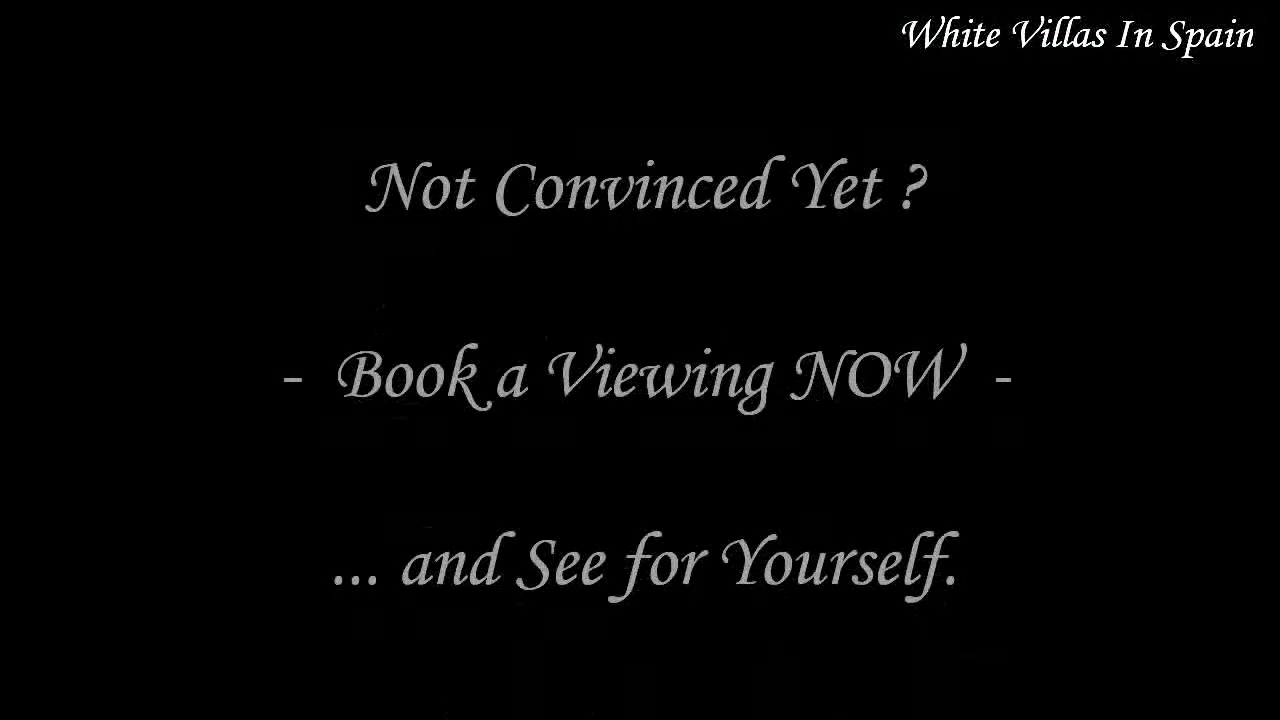 White Villas In Spain
Not Convinced Yet ?
- Book a Viewing NOW -
... and See for Yourself.